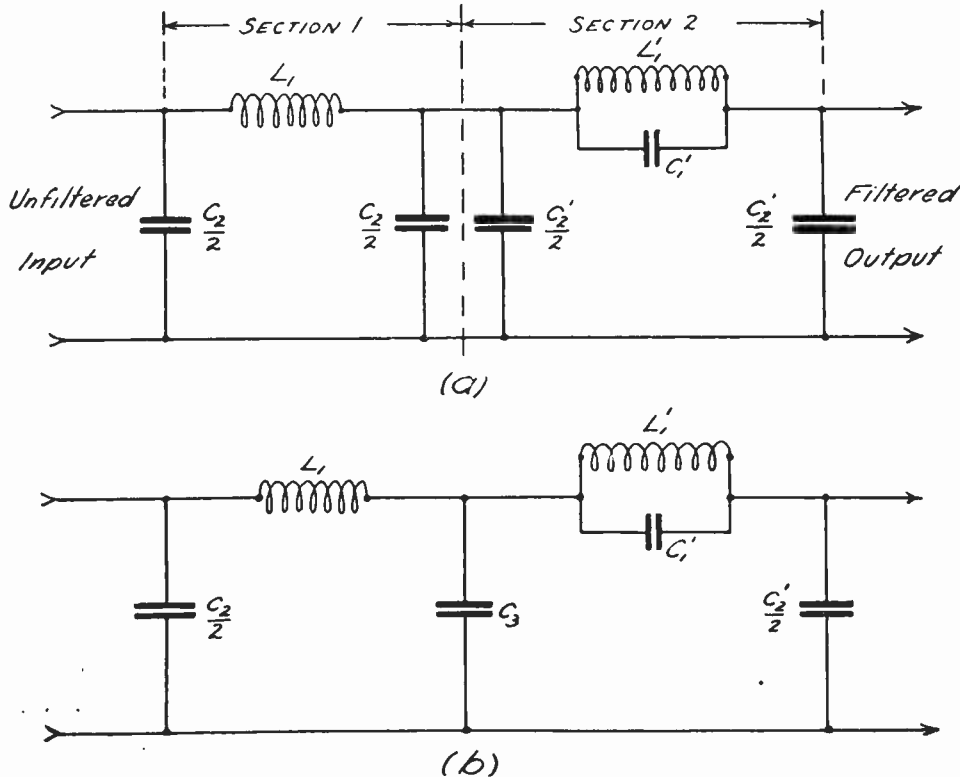 SECTION 1
SECTION 2
L₁
L₁'
C₁'
Unfiltered
Input
C₂/2
C₂/2
C₂'/2
C₂'/2
Filtered
Output
(a)
L₁
L₁'
C₁'
C₂/2
C₃
C₂'/2
(b)